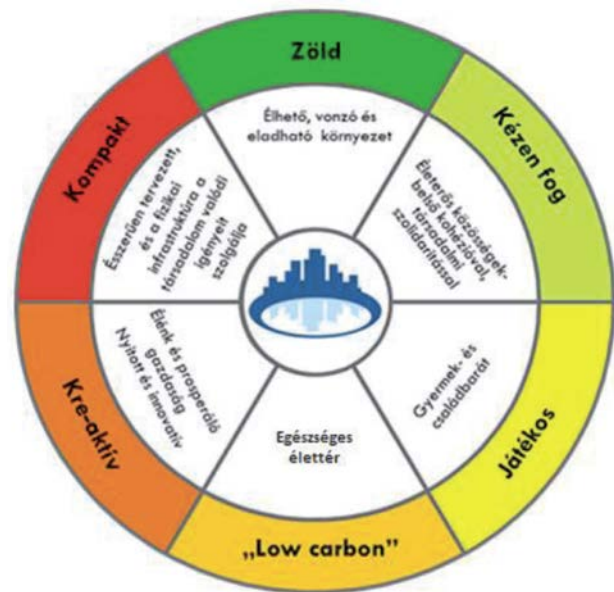 Zöld
Élhető, vonzó és
eladható környezet
Kézen fog
Életerős közösségek-
belső kohézióval,
társadalmi
szolidaritással
Játékos
Gyermek- és
családbarát
„Low carbon”
Egészséges
élettér
Kre-aktív
Élénk és prosperáló
gazdaság
Nyitott és innovatív
Kompakt
Ésszerűen tervezett,
és a fizikai
infrastruktúra a
társadalom valódi
igényeit
szolgálja